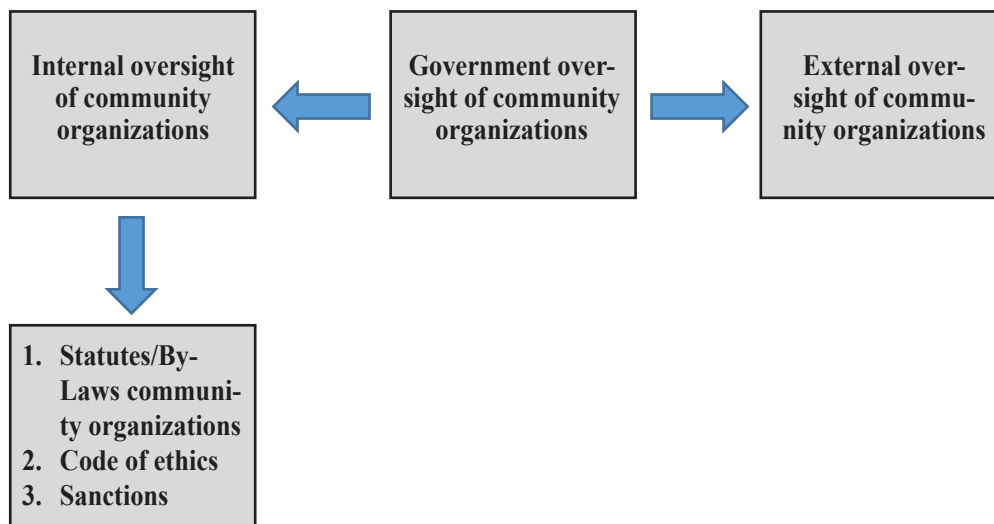 Internal oversight
of community
organizations
Government over-
sight of community
organizations
External over-
sight of commu-
nity organizations
1. Statutes/By-
Laws communi-
ty organizations
2. Code of ethics
3. Sanctions